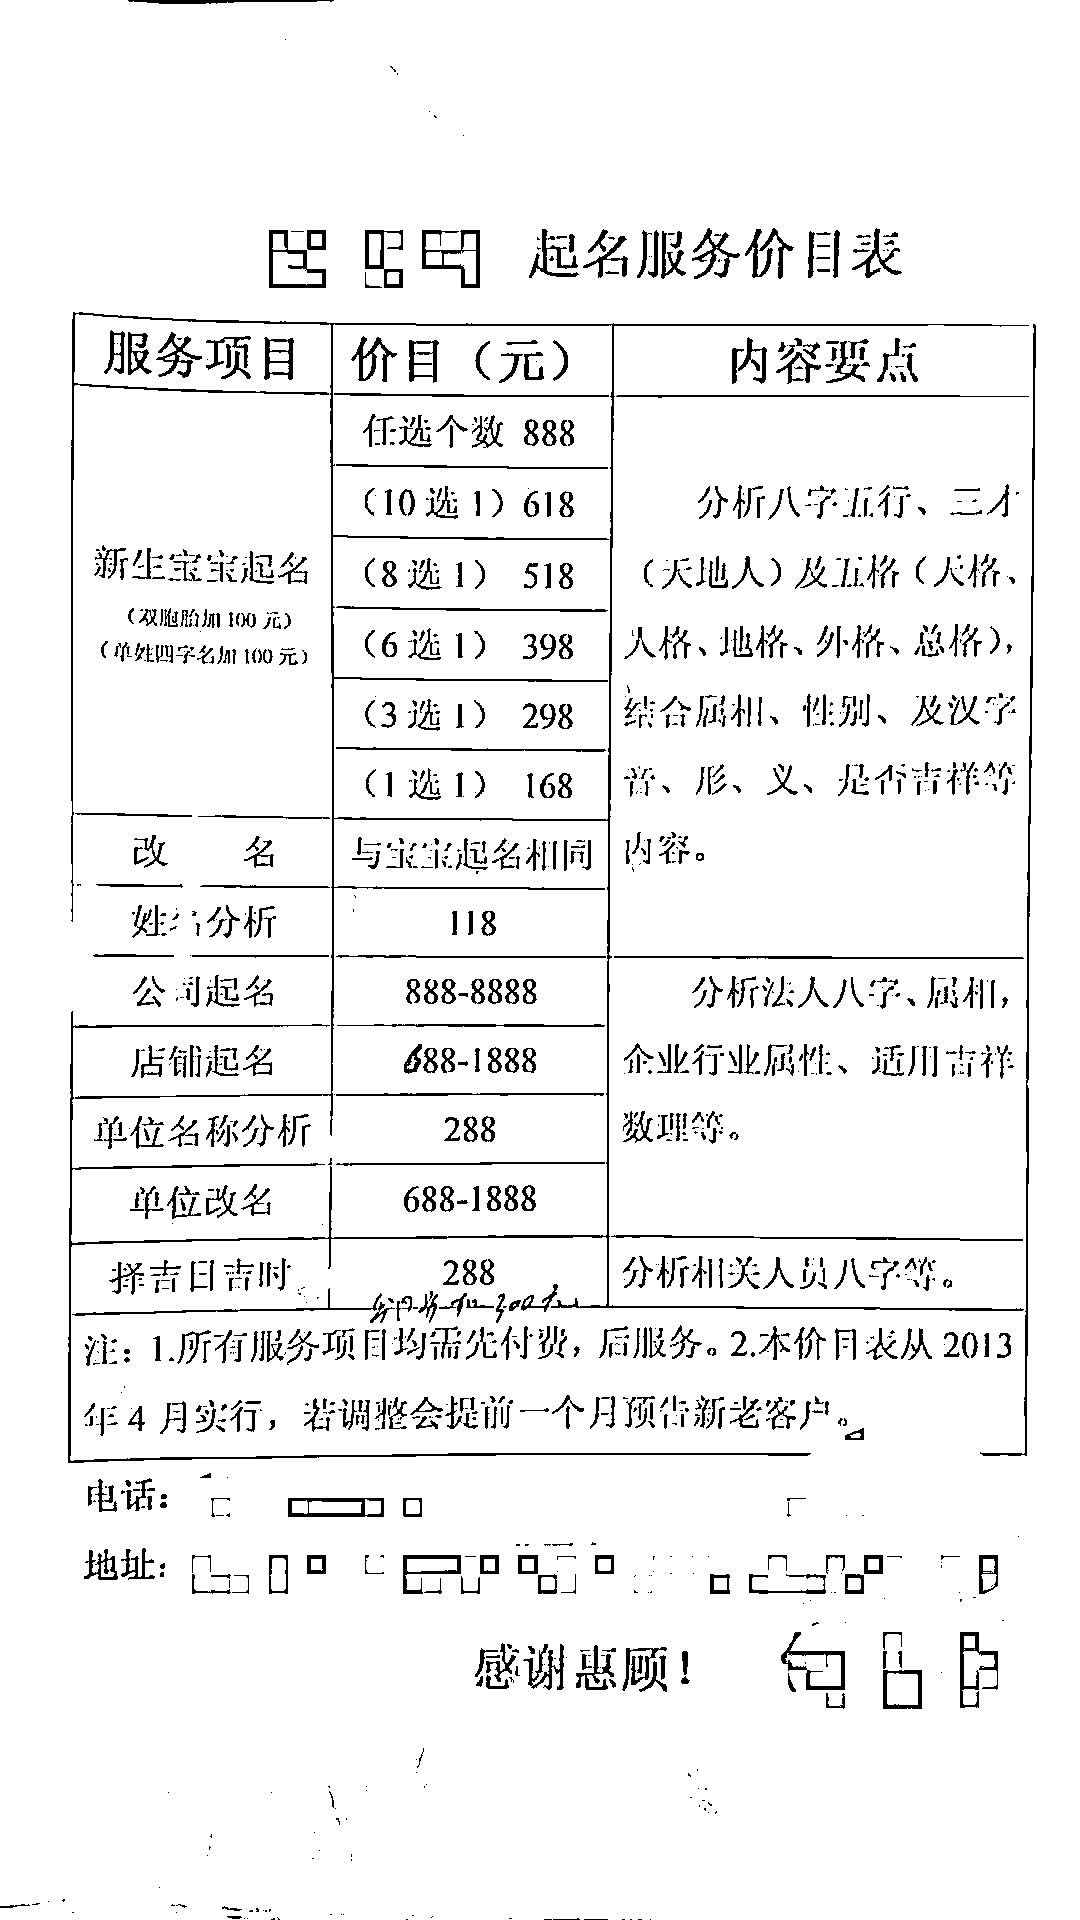 起名服务价目表
服务项目 价目（元） 内容要点
新生宝宝起名
（双胞胎加100元）
（单姓四字名加100元）
任选个数 888
（10选1）618
（8选1） 518
（6选1） 398
（3选1） 298
（1选1） 168
分析八字五行、三才
（天地人）及五格（天格、
人格、地格、外格、总格），
结合属相、性别、及汉字
音、形、义、是否吉祥等
内容。
改 名 与宝宝起名相同
姓名分析 118
公司起名 888-8888
店铺起名 688-1888
单位名称分析 288
单位改名 688-1888
分析法人八字、属相，
企业行业属性、适用吉祥
数理等。
择吉日吉时 288 分析相关人员八字等。
加300元
注：1.所有服务项目均需先付费，后服务。2.本价目表从2013
年4月实行，若调整会提前一个月预告新老客户。
电话：
地址：
感谢惠顾！